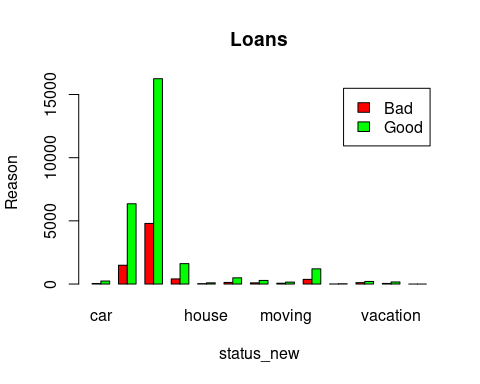 Loans
Bad
Good
Reason
15000
10000
5000
0
car house moving vacation
status_new